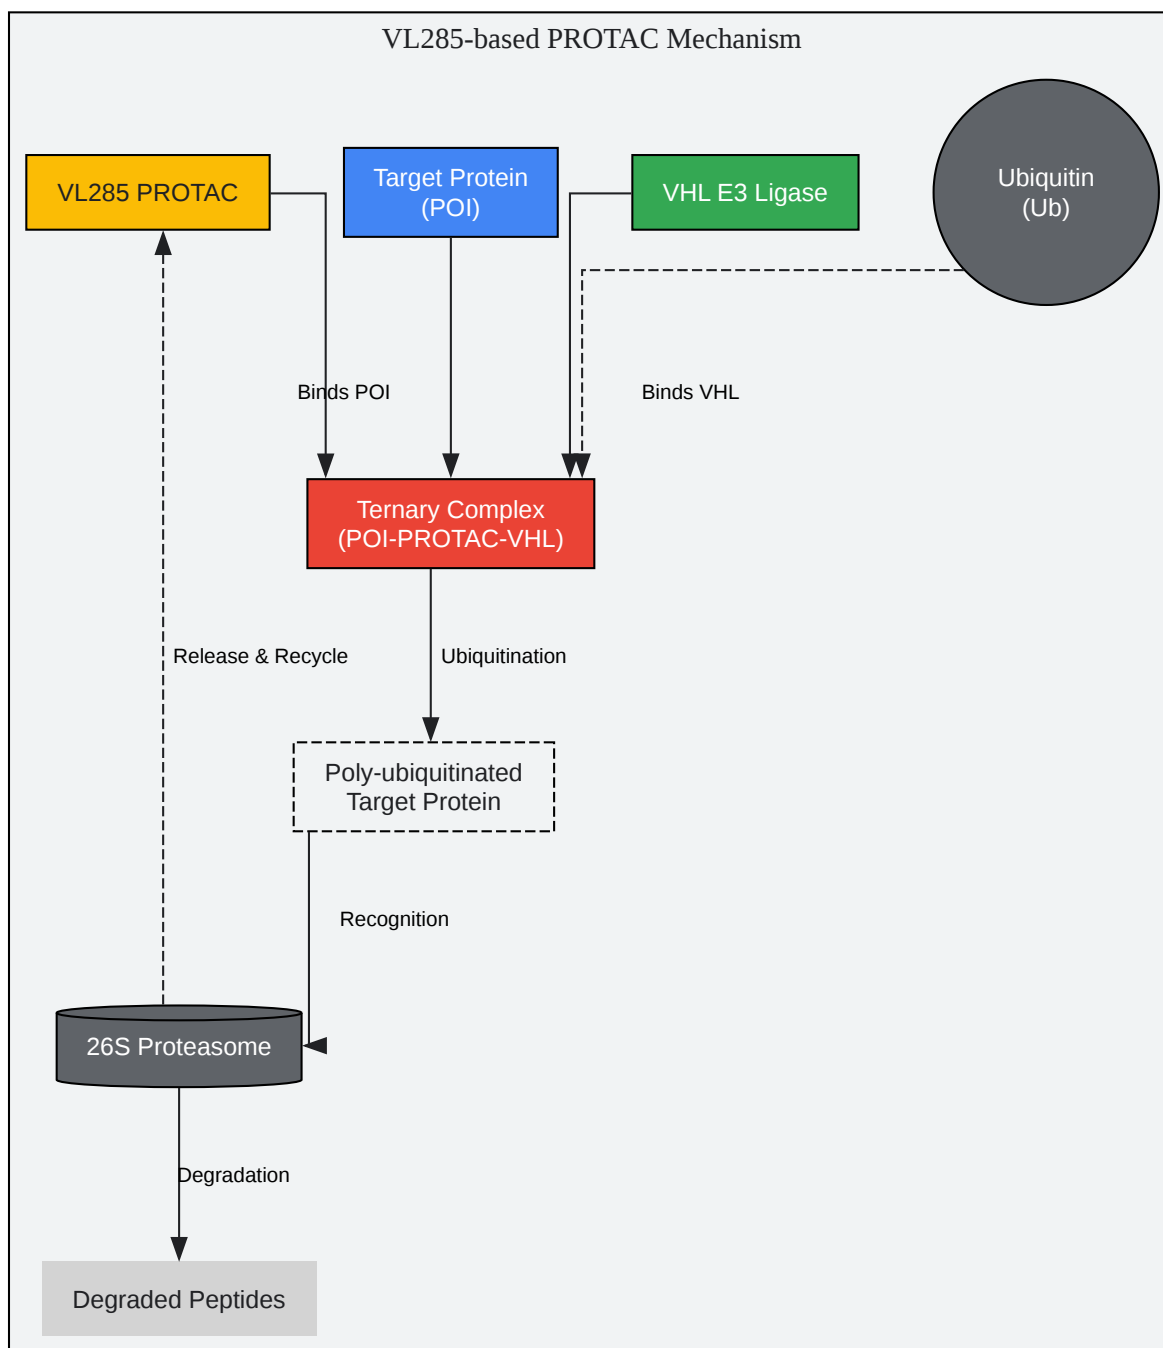 VL285-based PROTAC Mechanism
VL285 PROTAC
Target Protein
(POI)
VHL E3 Ligase
Ubiquitin
(Ub)
Binds POI
Binds VHL
Ternary Complex
(POI-PROTAC-VHL)
Release & Recycle
Ubiquitination
Poly-ubiquitinated
Target Protein
Recognition
26S Proteasome
Degradation
Degraded Peptides